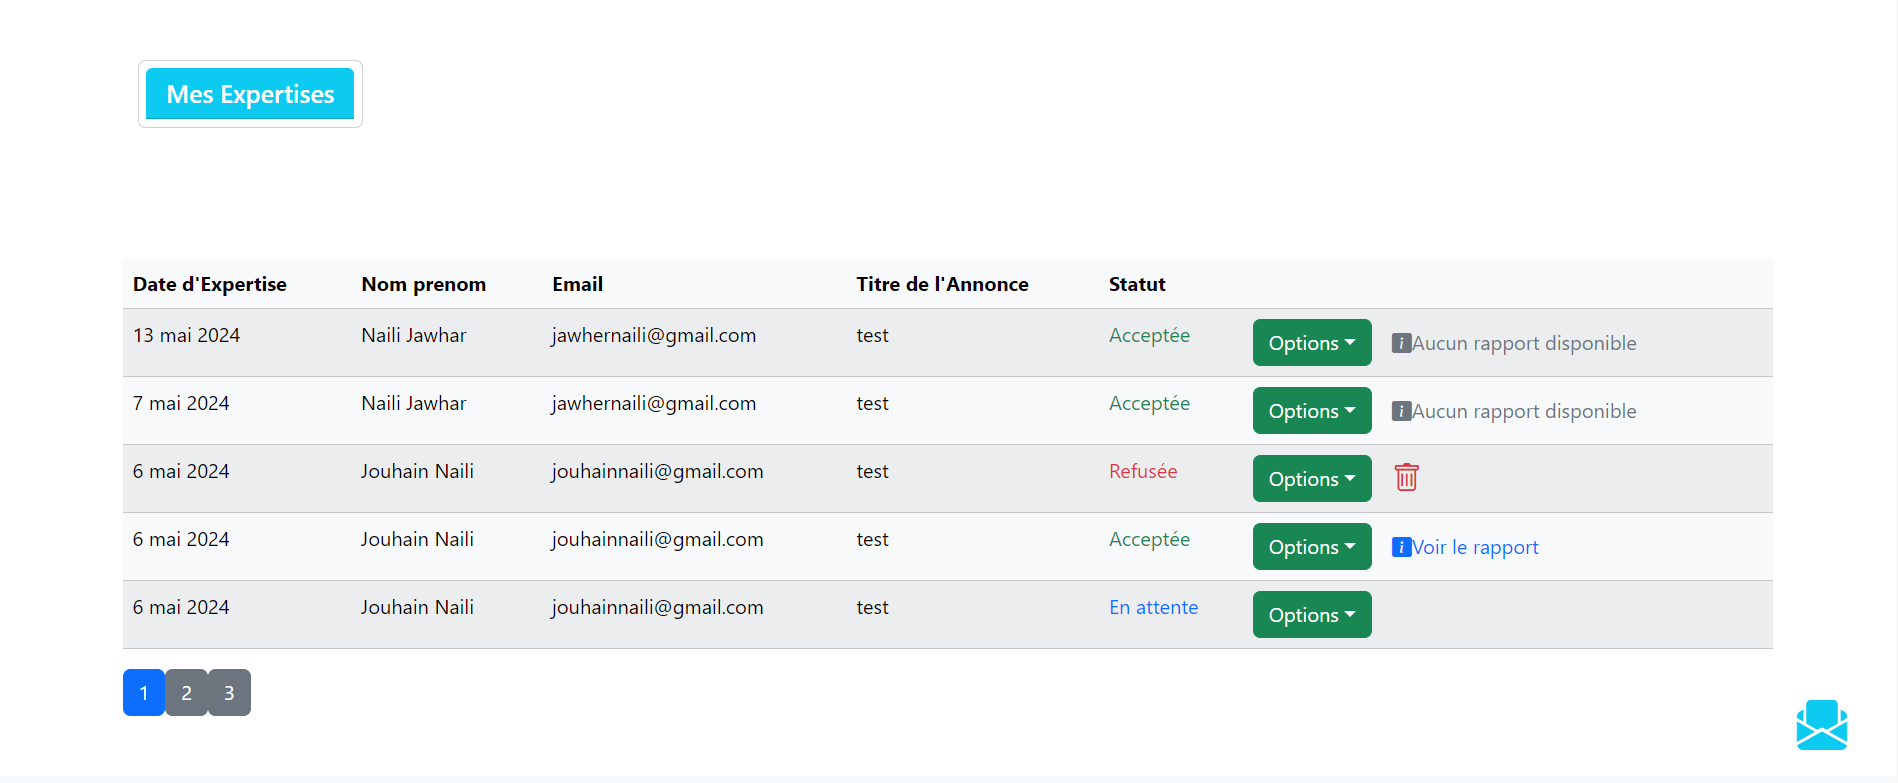 Mes Expertises
Date d'Expertise Nom prenom Email Titre de l'Annonce Statut
13 mai 2024 Naili Jawhar jawhernaili@gmail.com test Acceptée Options Aucun rapport disponible
7 mai 2024 Naili Jawhar jawhernaili@gmail.com test Acceptée Options Aucun rapport disponible
6 mai 2024 Jouhain Naili jouhainnaili@gmail.com test Refusée Options
6 mai 2024 Jouhain Naili jouhainnaili@gmail.com test Acceptée Options Voir le rapport
6 mai 2024 Jouhain Naili jouhainnaili@gmail.com test En attente Options
1 2 3